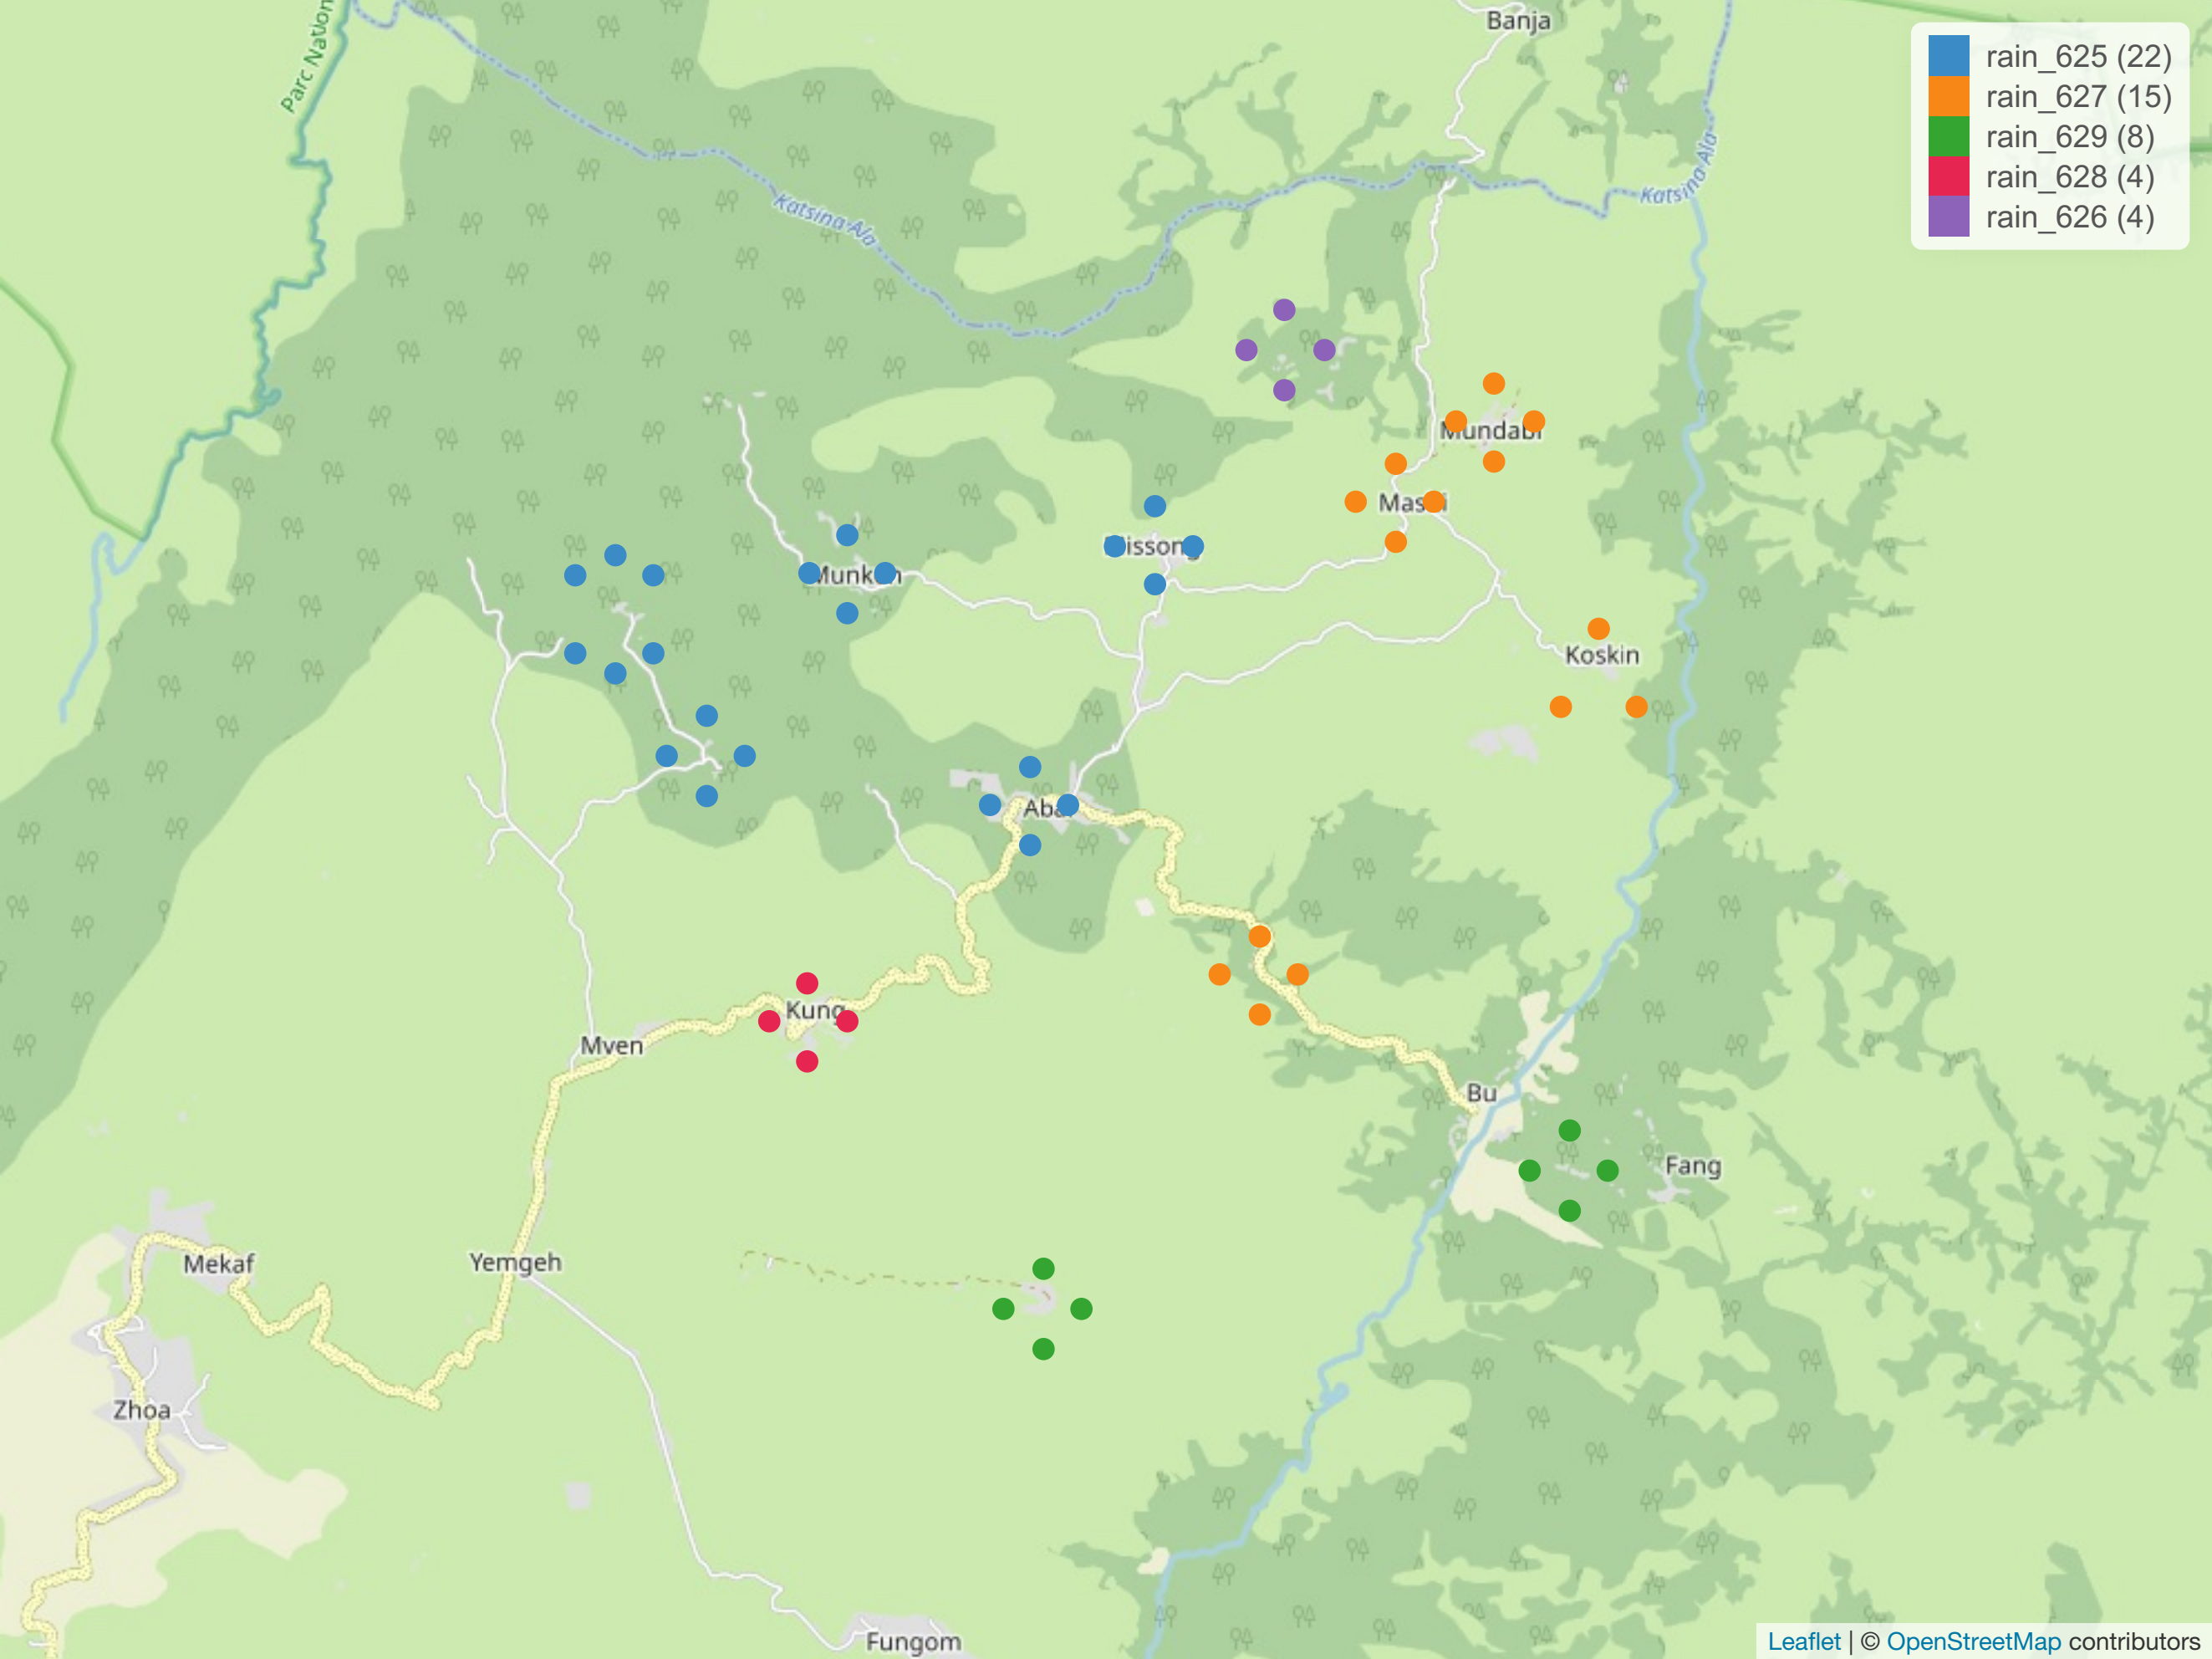 Banja
Parc Nation
rain_625 (22)
rain_627 (15)
rain_629 (8)
rain_628 (4)
rain_626 (4)
Katsina-Ala
Katsina-Ala
Mundabi
Koskin
Kung
Mven
Bu
Fang
Mekaf
Yemgeh
Zhoa
Fungom
Leaflet | © OpenStreetMap contributors